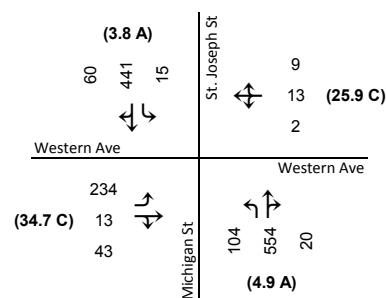 (3.8 A)
60 441 15
St. Joseph St
9
13 (25.9 C)
2
Western Ave
Western Ave
234
(34.7 C) 13
43
Michigan St
104 554 20
(4.9 A)